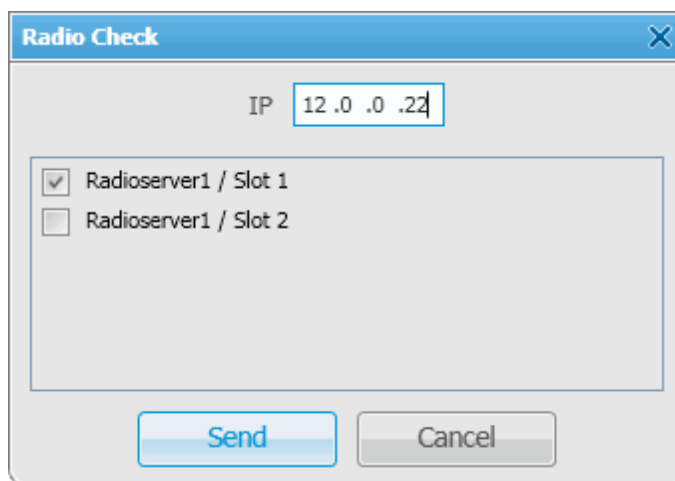 Radio Check
IP 12 .0 .0 .22
Radioserver1 / Slot 1
Radioserver1 / Slot 2
Send Cancel